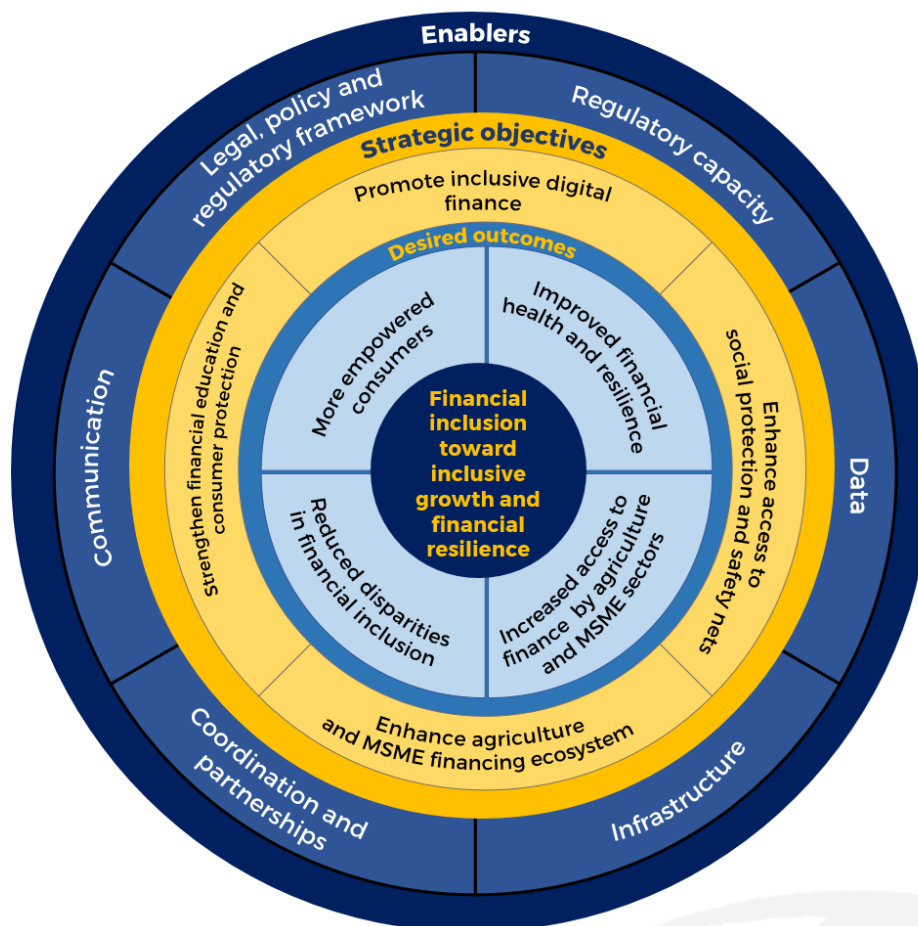 Enablers
Legal, policy and
regulatory framework
Regulatory capacity
Data
Infrastructure
Coordination and
partnerships
Communication
Strategic objectives
Promote inclusive digital
finance
Enhance access to
social protection and safety nets
Enhance agriculture
and MSME financing ecosystem
Strengthen financial education and
consumer protection
Desired outcomes
More empowered
consumers
Improved financial
health and resilience
Increased access to
finance by agriculture
and MSME sectors
Reduced disparities
in financial inclusion
Financial
inclusion
toward
inclusive
growth and
financial
resilience